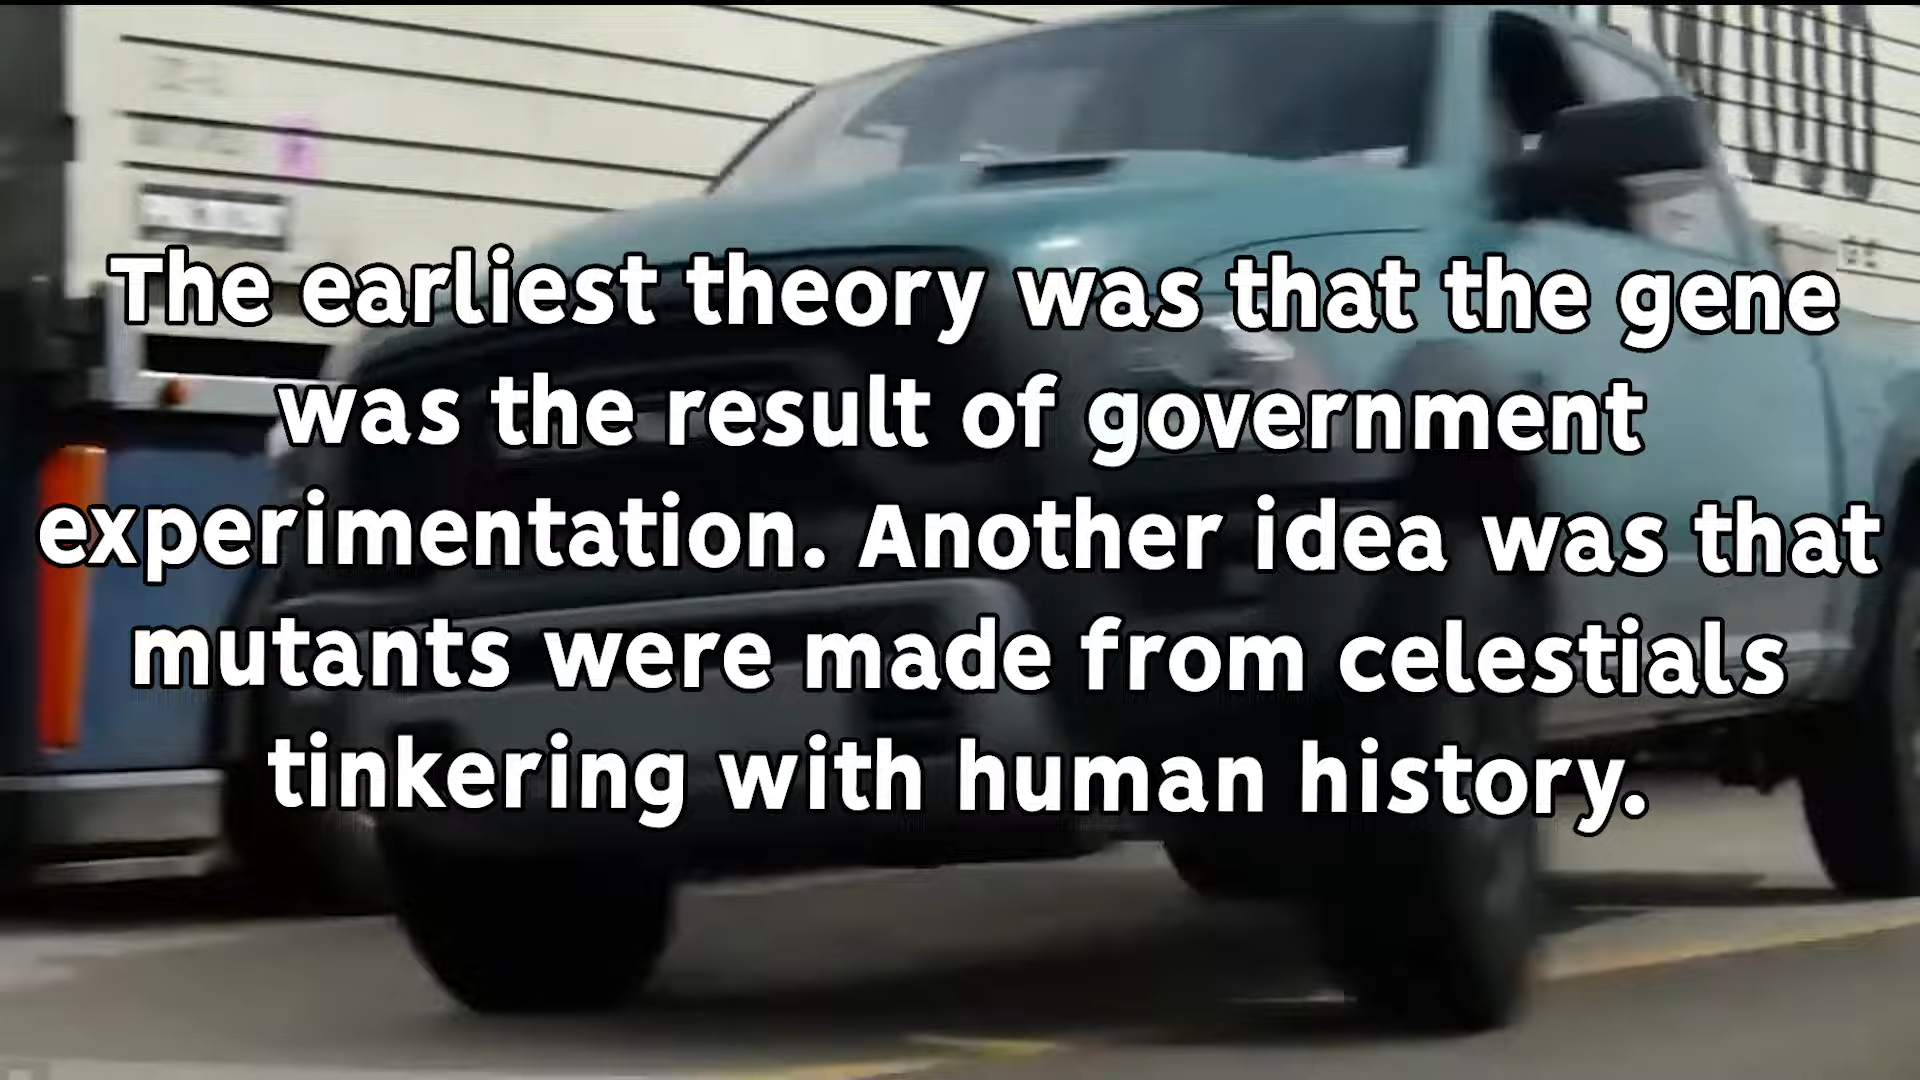 The earliest theory was that the gene
was the result of government
experimentation. Another idea was that
mutants were made from celestials
tinkering with human history.